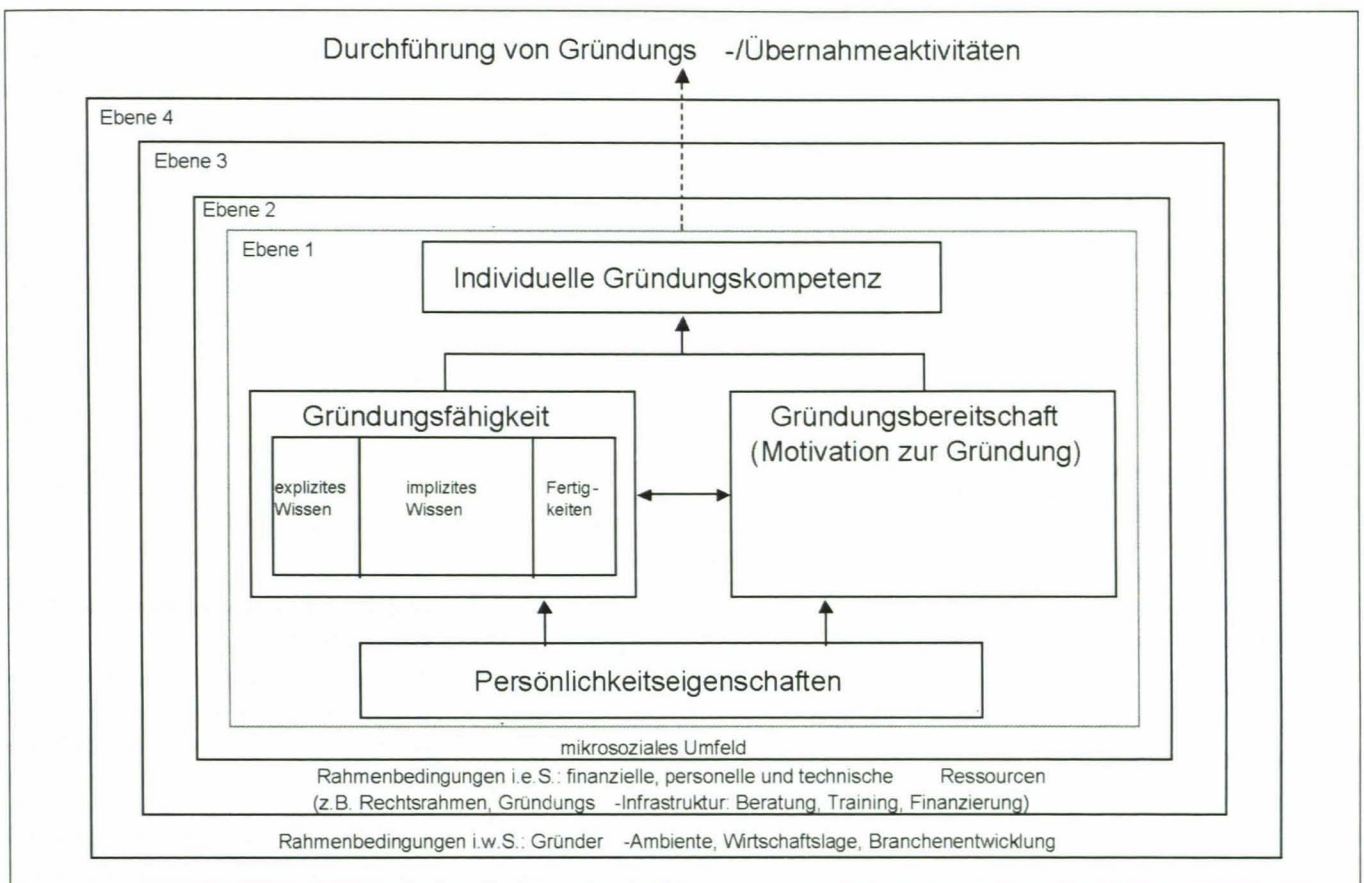 Durchführung von Gründungs -/Übernahmeaktivitäten
Ebene 4
Ebene 3
Ebene 2
Ebene 1
Individuelle Gründungskompetenz
Gründungsfähigkeit
explizites
Wissen
implizites
Wissen
Fertig-
keiten
Gründungsbereitschaft
(Motivation zur Gründung)
Persönlichkeitseigenschaften
mikrosoziales Umfeld
Rahmenbedingungen i.e.S.: finanzielle, personelle und technische Ressourcen
(z.B. Rechtsrahmen, Gründungs -Infrastruktur: Beratung, Training, Finanzierung)
Rahmenbedingungen i.w.S.: Gründer -Ambiente, Wirtschaftslage, Branchenentwicklung